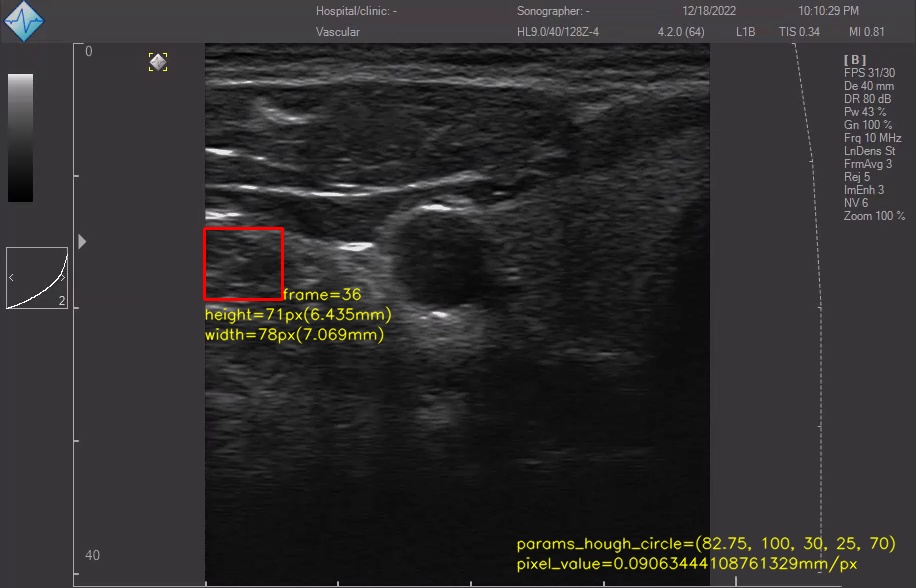 Hospital/clinic: - Sonographer: - 12/18/2022 10:10:29 PM
Vascular HL9.0/40/128Z-4 4.2.0 (64) L1B TIS 0.34 MI 0.81
0
[ B ]
FPS 31/30
De 40 mm
DR 80 dB
Pw 43 %
Gn 100 %
Frq 10 MHz
LnDens St
FrmAvg 3
Rej 5
ImEnh 3
NV 6
Zoom 100 %
2
frame=36
height=71px(6.435mm)
width=78px(7.069mm)
params_hough_circle=(82.75, 100, 30, 25, 70)
40
pixel_value=0.09063444108761329mm/px